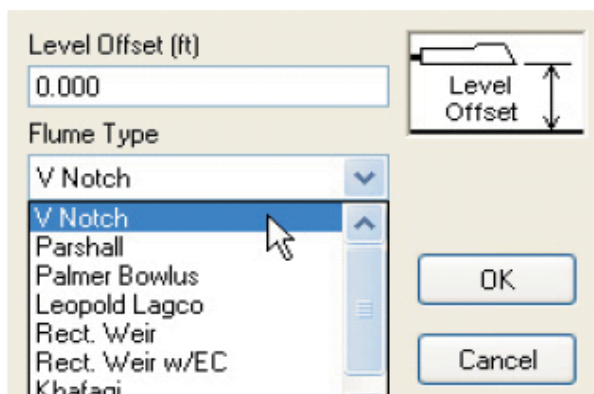 Level Offset (ft)
0.000
Level
Offset
Flume Type
V Notch
V Notch
Parshall
Palmer Bowlus
Leopold Lagco
Rect. Weir
Rect. Weir w/EC
Khafagi
OK
Cancel